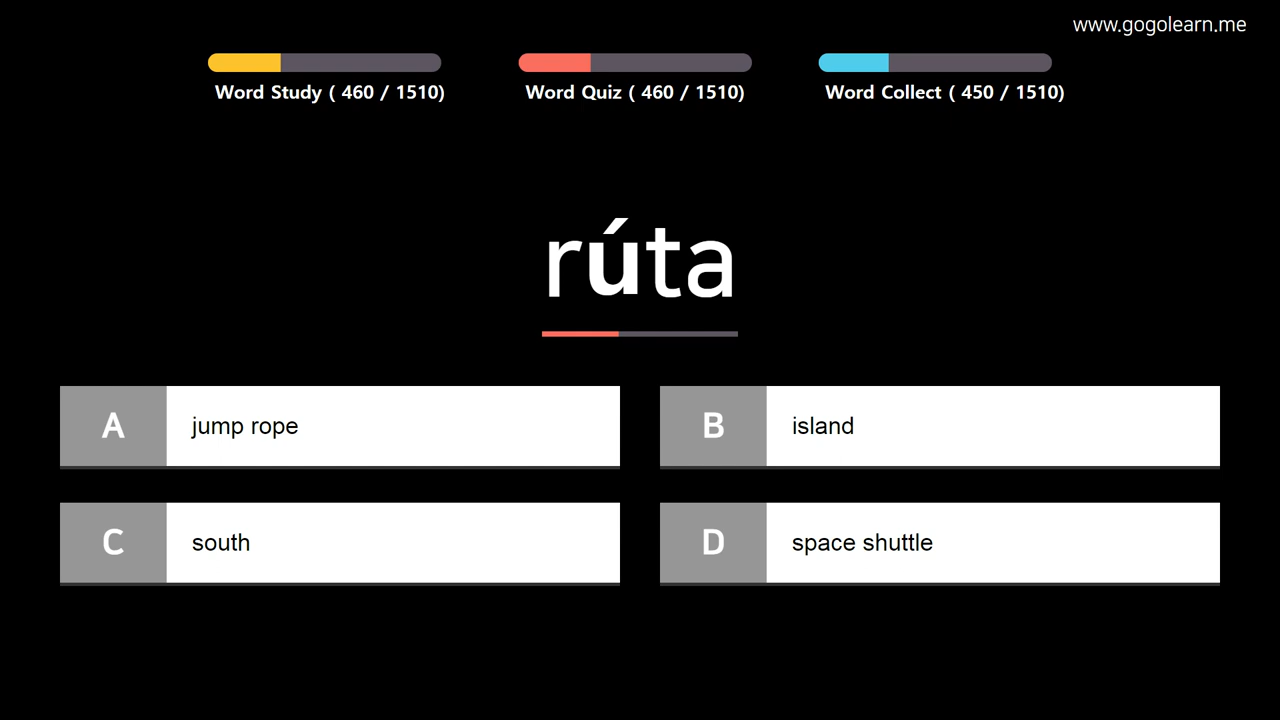 www.gogolearn.me
Word Study ( 460 / 1510)
Word Quiz ( 460 / 1510)
Word Collect ( 450 / 1510)
rúta
A jump rope
B island
C south
D space shuttle